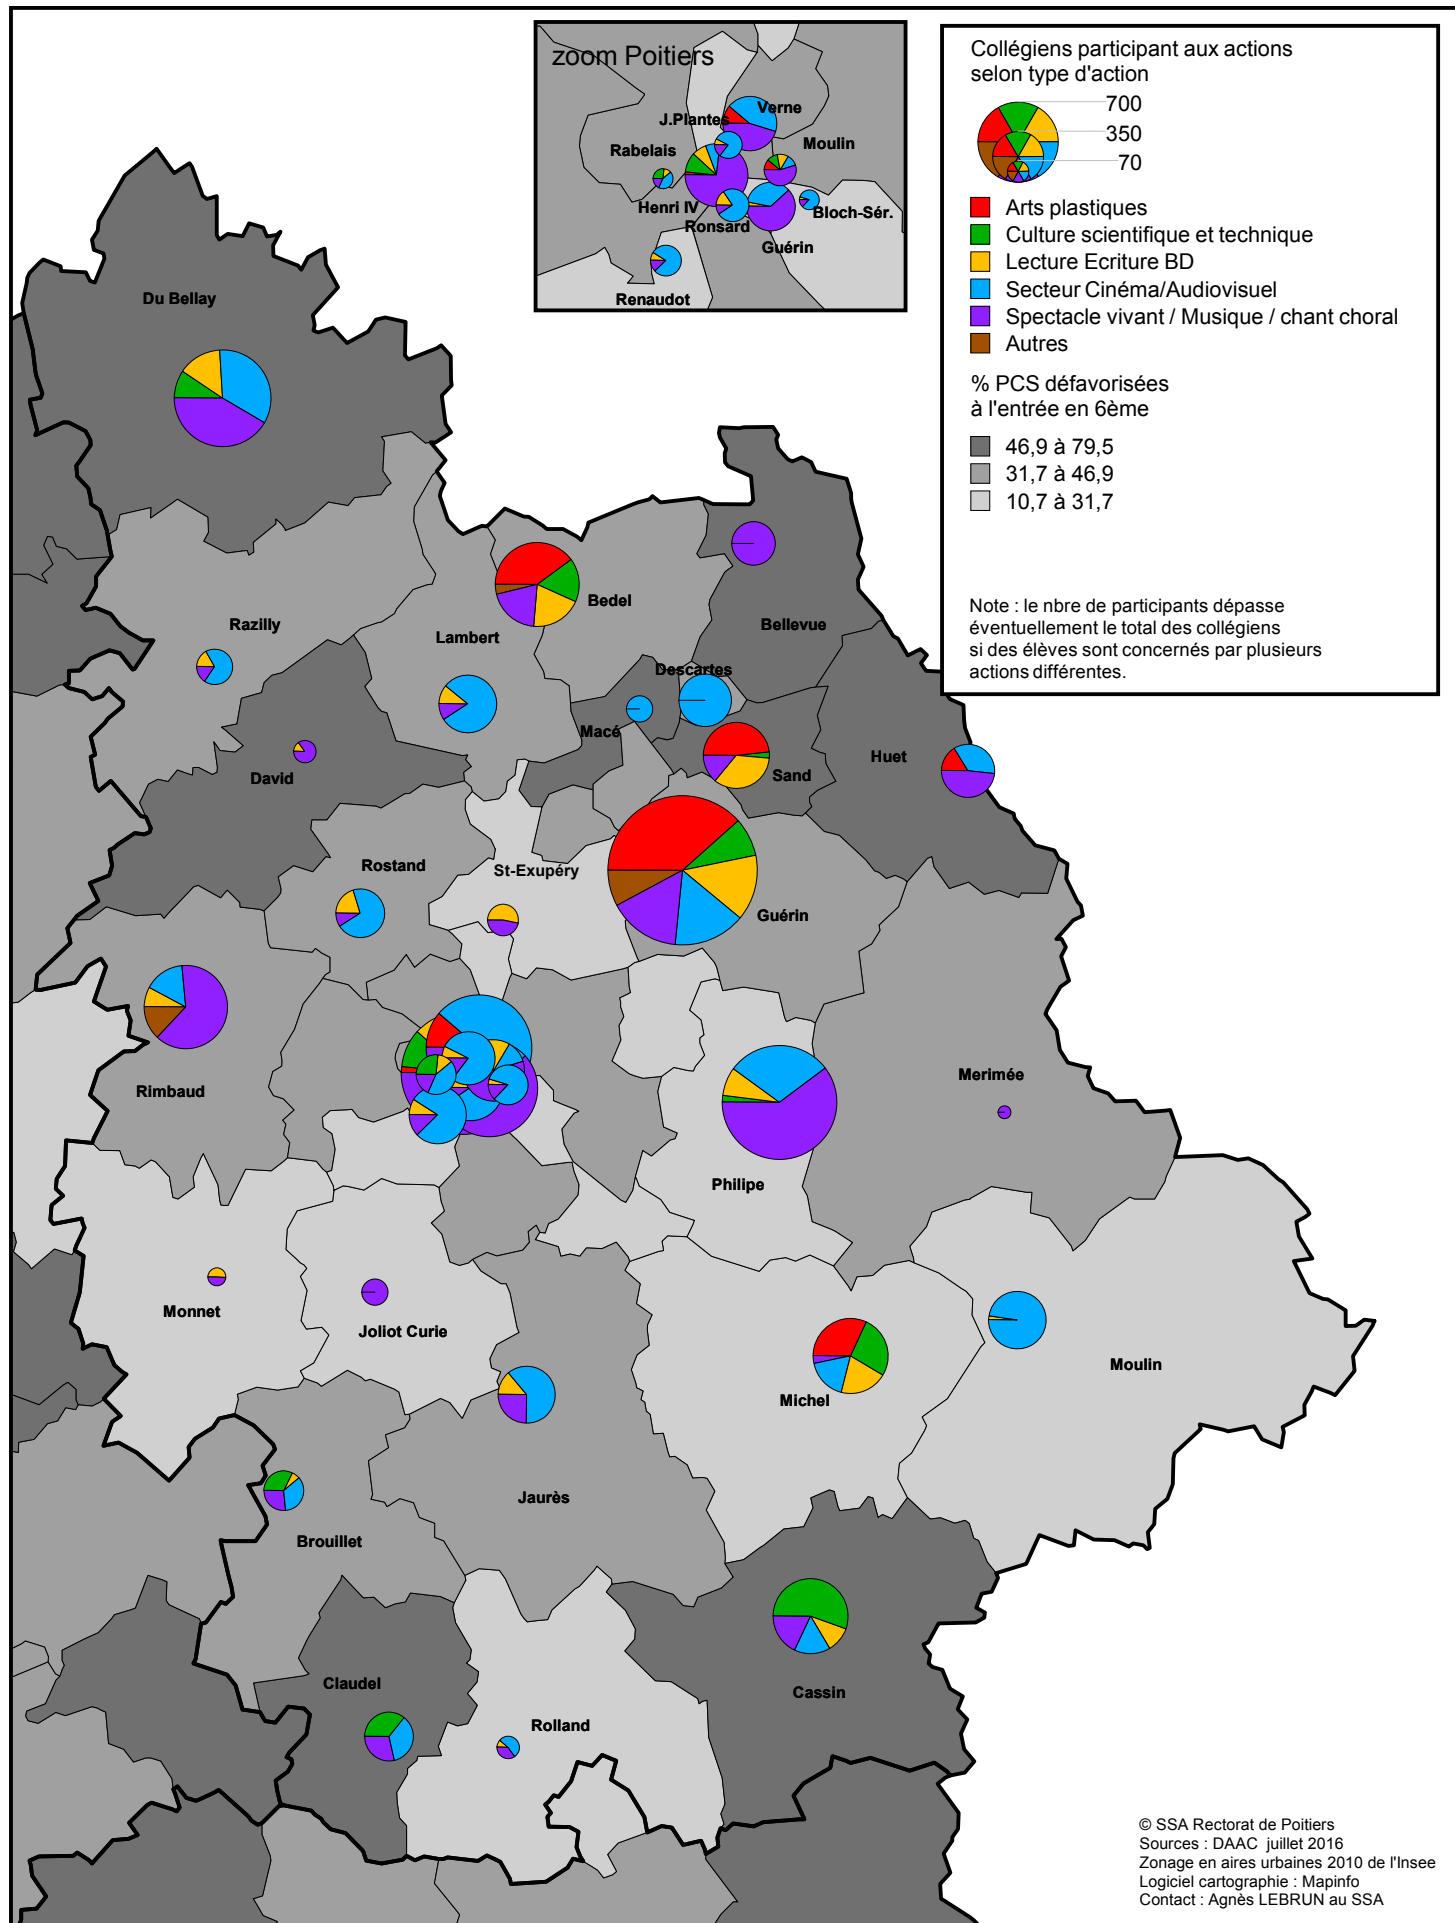 zoom Poitiers
Verne
J.Plantes
Moulin
Rabelais
Henri IV
Bloch-Sér.
Ronsard
Guérin
Renaudot
Collégiens participant aux actions
selon type d'action
700
350
70
Arts plastiques
Culture scientifique et technique
Lecture Ecriture BD
Secteur Cinéma/Audiovisuel
Spectacle vivant / Musique / chant choral
Autres
% PCS défavorisées
à l'entrée en 6ème
46,9 à 79,5
31,7 à 46,9
10,7 à 31,7
Note : le nbre de participants dépasse
éventuellement le total des collégiens
si des élèves sont concernés par plusieurs
actions différentes.
Du Bellay
Razilly
Lambert
Bedel
Bellevue
Descartes
Macé
Sand
Huet
David
Rostand
St-Exupéry
Guérin
Rimbaud
Merimée
Philipe
Monnet
Joliot Curie
Michel
Moulin
Jaurès
Brouillet
Claudel
Rolland
Cassin
© SSA Rectorat de Poitiers
Sources : DAAC juillet 2016
Zonage en aires urbaines 2010 de l'Insee
Logiciel cartographie : Mapinfo
Contact : Agnès LEBRUN au SSA